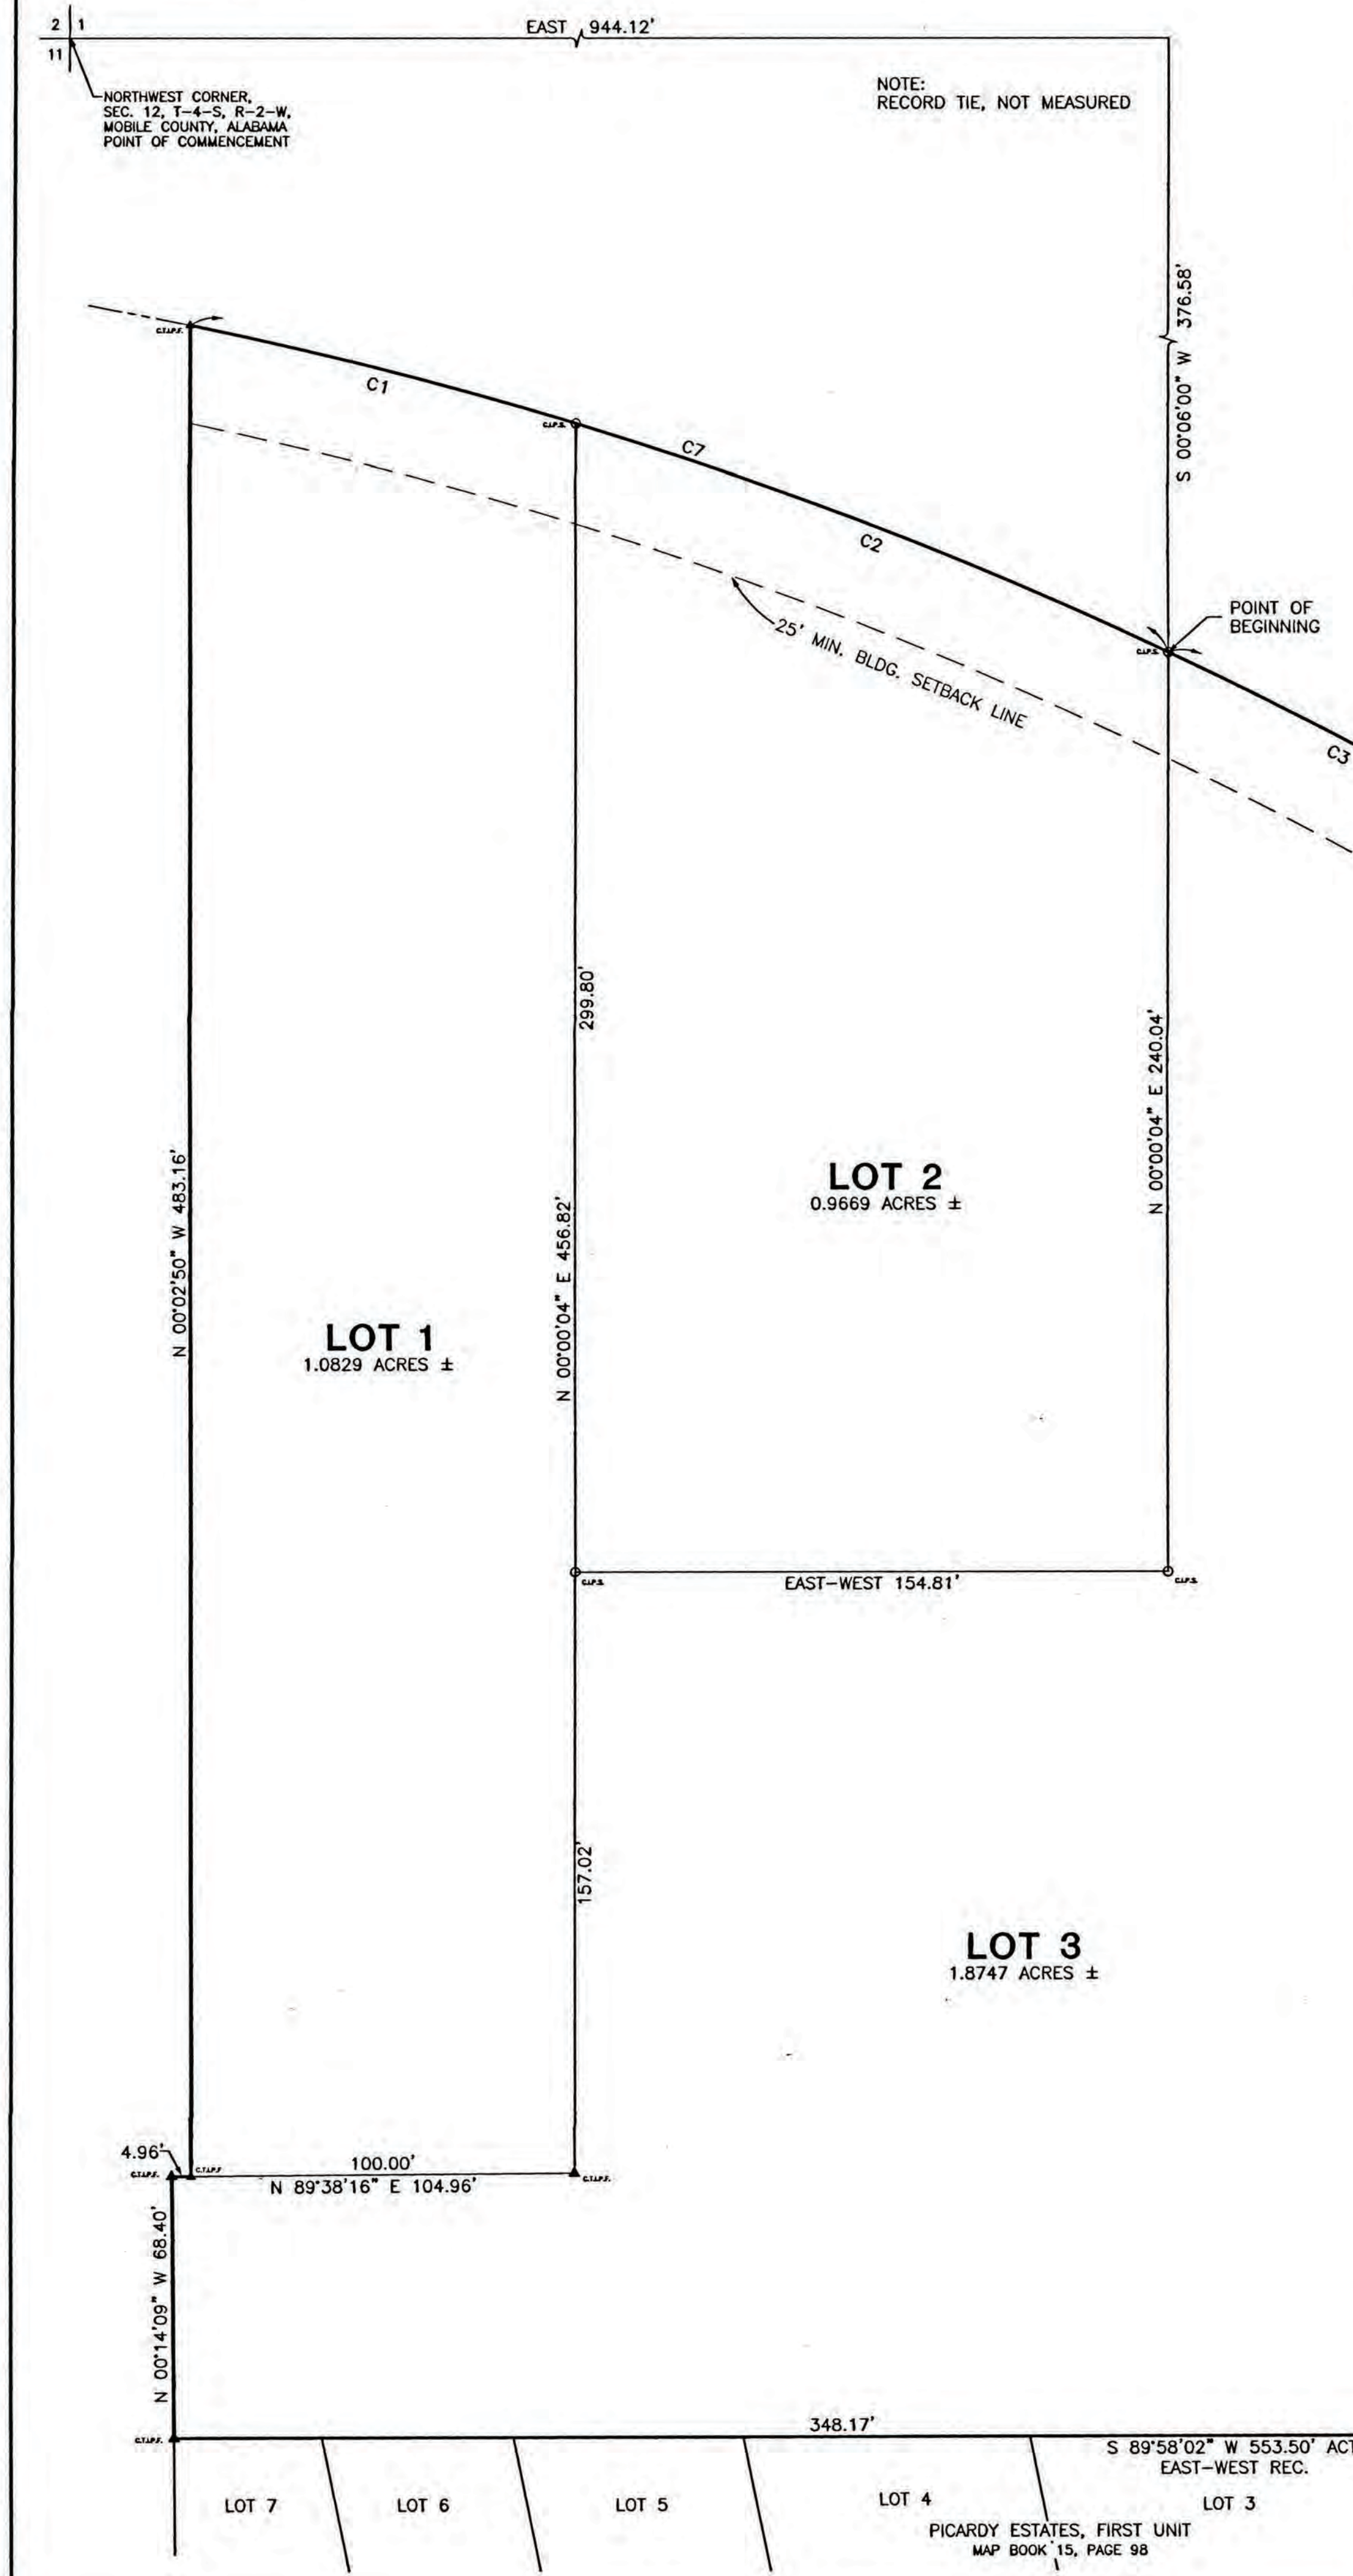 2 1
11
EAST 944.12'
NORTHWEST CORNER,
SEC. 12, T-4-S, R-2-W,
MOBILE COUNTY, ALABAMA
POINT OF COMMENCEMENT
NOTE:
RECORD TIE, NOT MEASURED
S 00°06'00" W 376.58'
C.T.I.P.F.
C1
C.I.P.S.
C7
C2
POINT OF
BEGINNING
C.I.P.S.
25' MIN. BLDG. SETBACK LINE
C3
299.80'
N 00°00'04" E 240.04'
N 00°02'50" W 483.16'
N 00°00'04" E 456.82'
LOT 2
0.9669 ACRES ±
LOT 1
1.0829 ACRES ±
C.I.P.S.
EAST-WEST 154.81'
C.I.P.S.
157.02'
LOT 3
1.8747 ACRES ±
4.96'
C.T.I.P.F.
C.T.I.P.F.
100.00'
N 89°38'16" E 104.96'
C.T.I.P.F.
N 00°14'09" W 68.40'
C.T.I.P.F.
348.17'
S 89°58'02" W 553.50' ACT
EAST-WEST REC.
LOT 7
LOT 6
LOT 5
LOT 4
LOT 3
PICARDY ESTATES, FIRST UNIT
MAP BOOK 15, PAGE 98